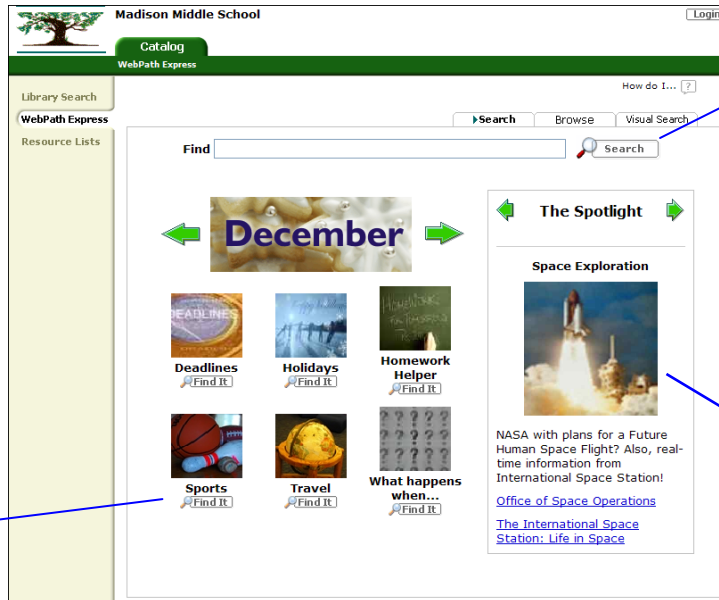 Madison Middle School
Login
Catalog
WebPath Express
How do I... ?
Library Search
WebPath Express
Resource Lists
Search
Browse
Visual Search
Find
Search
December
The Spotlight
Space Exploration
DEADLINES
Deadlines
Find It
Holidays
Find It
Homework
Homework
Helper
Find It
Sports
Find It
Travel
Find It
? ? ? ? ?
? ? ? ? ?
? ? ? ? ?
What happens
when...
Find It
NASA with plans for a Future
Human Space Flight? Also, real-
time information from
International Space Station!
Office of Space Operations
The International Space
Station: Life in Space